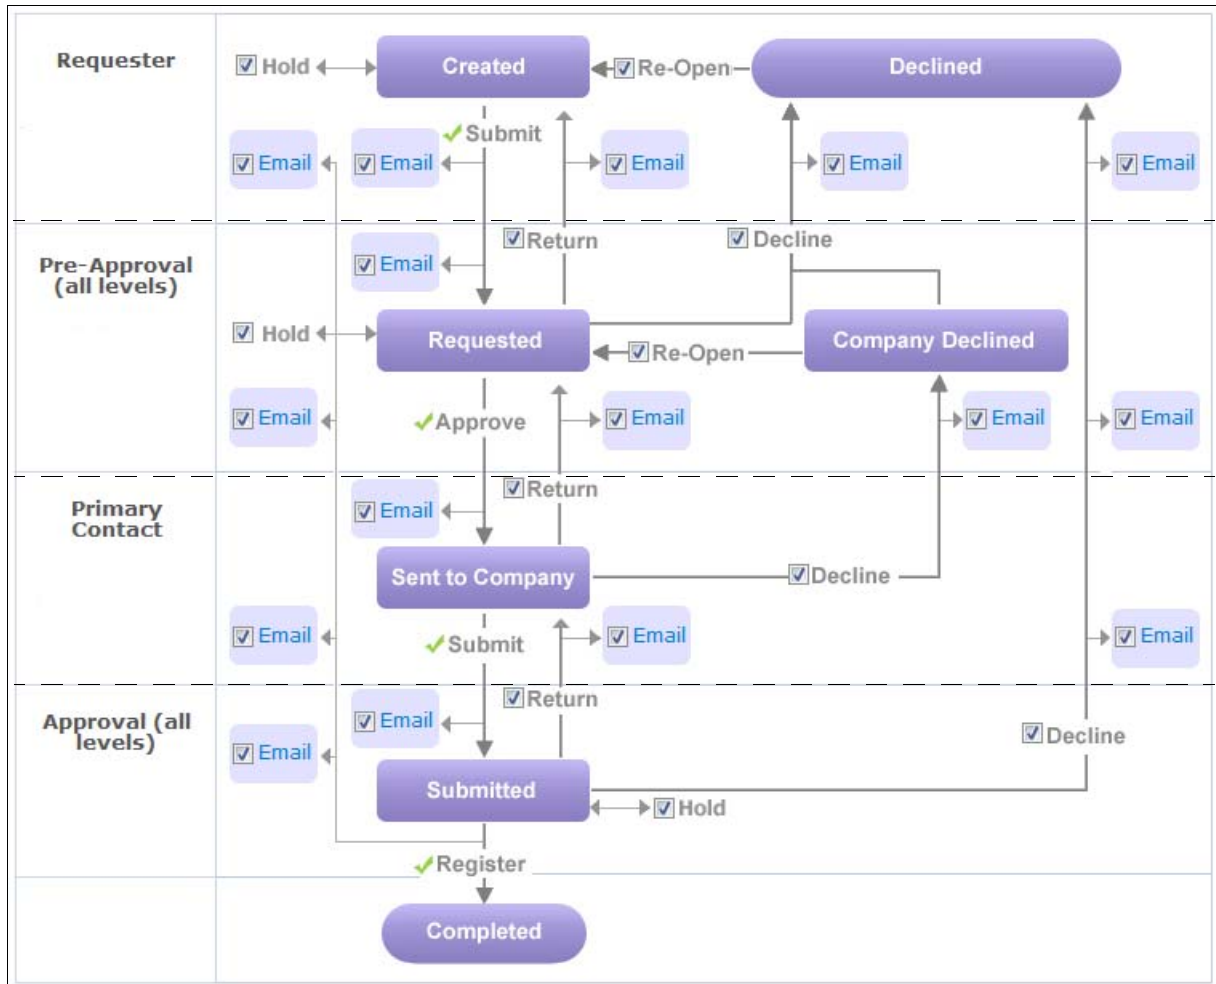 Requester
Hold
Created
Re-Open
Declined
Submit
Email
Email
Email
Email
Email
Pre-Approval
(all levels)
Return
Decline
Email
Hold
Requested
Re-Open
Company Declined
Email
Approve
Email
Email
Email
Primary
Contact
Return
Email
Sent to Company
Decline
Email
Submit
Email
Email
Approval (all
levels)
Return
Email
Email
Decline
Submitted
Hold
Register
Completed